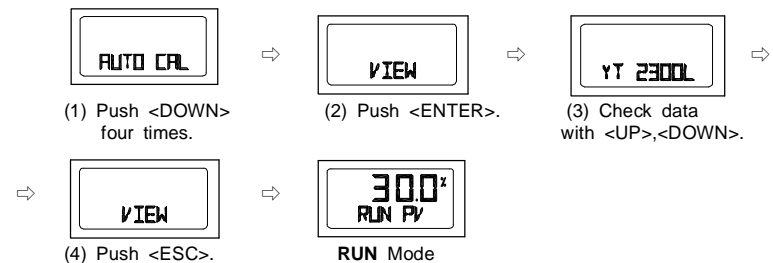 AUTO CAL
VIEW
YT 2300L
(1) Push <DOWN>
four times.
(2) Push <ENTER>.
(3) Check data
with <UP>,<DOWN>.
VIEW
30.0%
RUN PV
(4) Push <ESC>.
RUN Mode